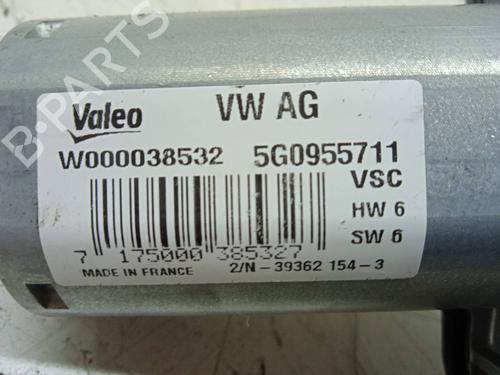 Valeo VW AG
W000038532 5G0955711
VSC
HW 6
SW 6
7 175000 385327
MADE IN FRANCE 2/N - 39362 154 - 3
B-PARTS